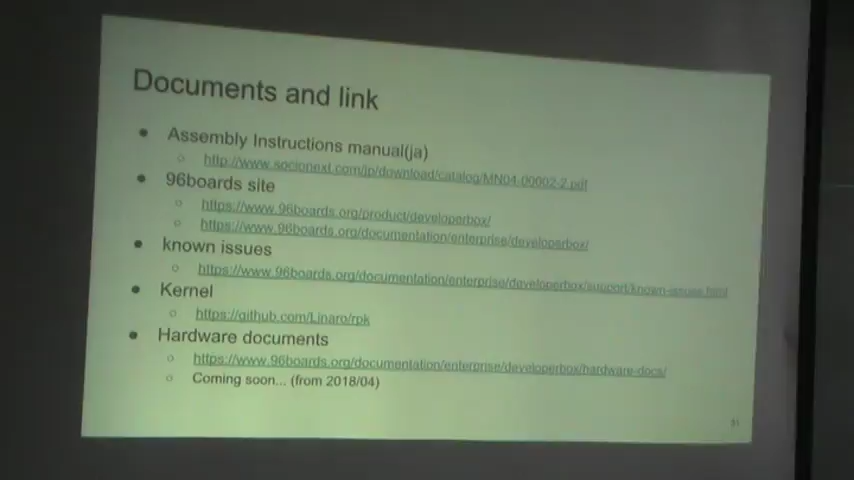 Documents and link
● Assembly Instructions manual(ja)
○ http://www.socionext.com/jp/download/catalog/MN04-00002-2.pdf
● 96boards site
○ https://www.96boards.org/product/developerbox/
○ https://www.96boards.org/documentation/enterprise/developerbox/
● known issues
○ https://www.96boards.org/documentation/enterprise/developerbox/support/known-issues.html
● Kernel
○ https://github.com/Linaro/rpk
● Hardware documents
○ https://www.96boards.org/documentation/enterprise/developerbox/hardware-docs/
○ Coming soon... (from 2018/04)